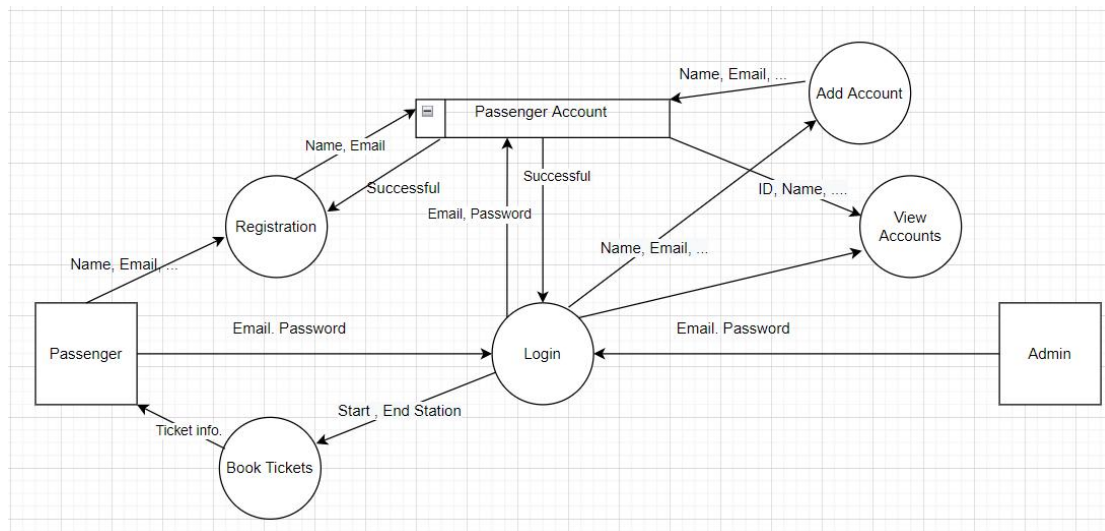 Name, Email, ...
Add Account
Passenger Account
Name, Email
Successful
Successful
Email, Password
ID, Name, ....
View
Accounts
Registration
Name, Email, ...
Name, Email, ...
Email. Password
Email. Password
Passenger
Login
Admin
Start , End Station
Ticket info.
Book Tickets